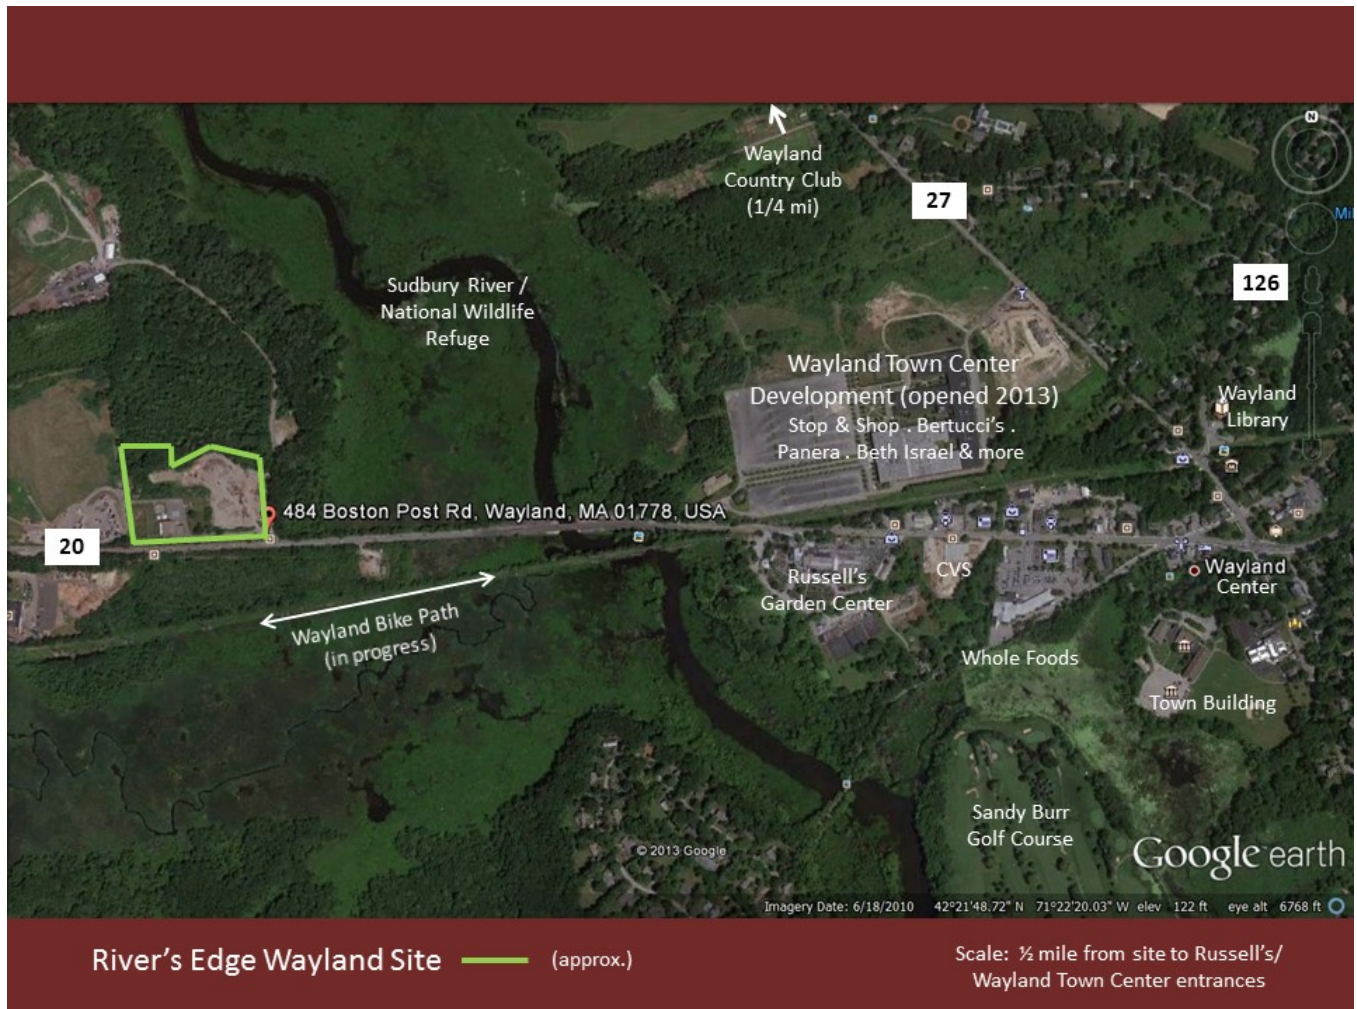 N
Wayland
Country Club
(1/4 mi)
27
Mil
126
Sudbury River /
National Wildlife
Refuge
Wayland Town Center
Development (opened 2013)
Stop & Shop . Bertucci's .
Panera . Beth Israel & more
Wayland
Library
484 Boston Post Rd, Wayland, MA 01778, USA
20
Russell's
Garden Center
CVS
Wayland
Center
Wayland Bike Path
(in progress)
Whole Foods
Town Building
Sandy Burr
Golf Course
© 2013 Google
Google earth
Imagery Date: 6/18/2010 42°21'48.72" N 71°22'20.03" W elev 122 ft eye alt 6768 ft
River's Edge Wayland Site
(approx.)
Scale: ½ mile from site to Russell's/
Wayland Town Center entrances